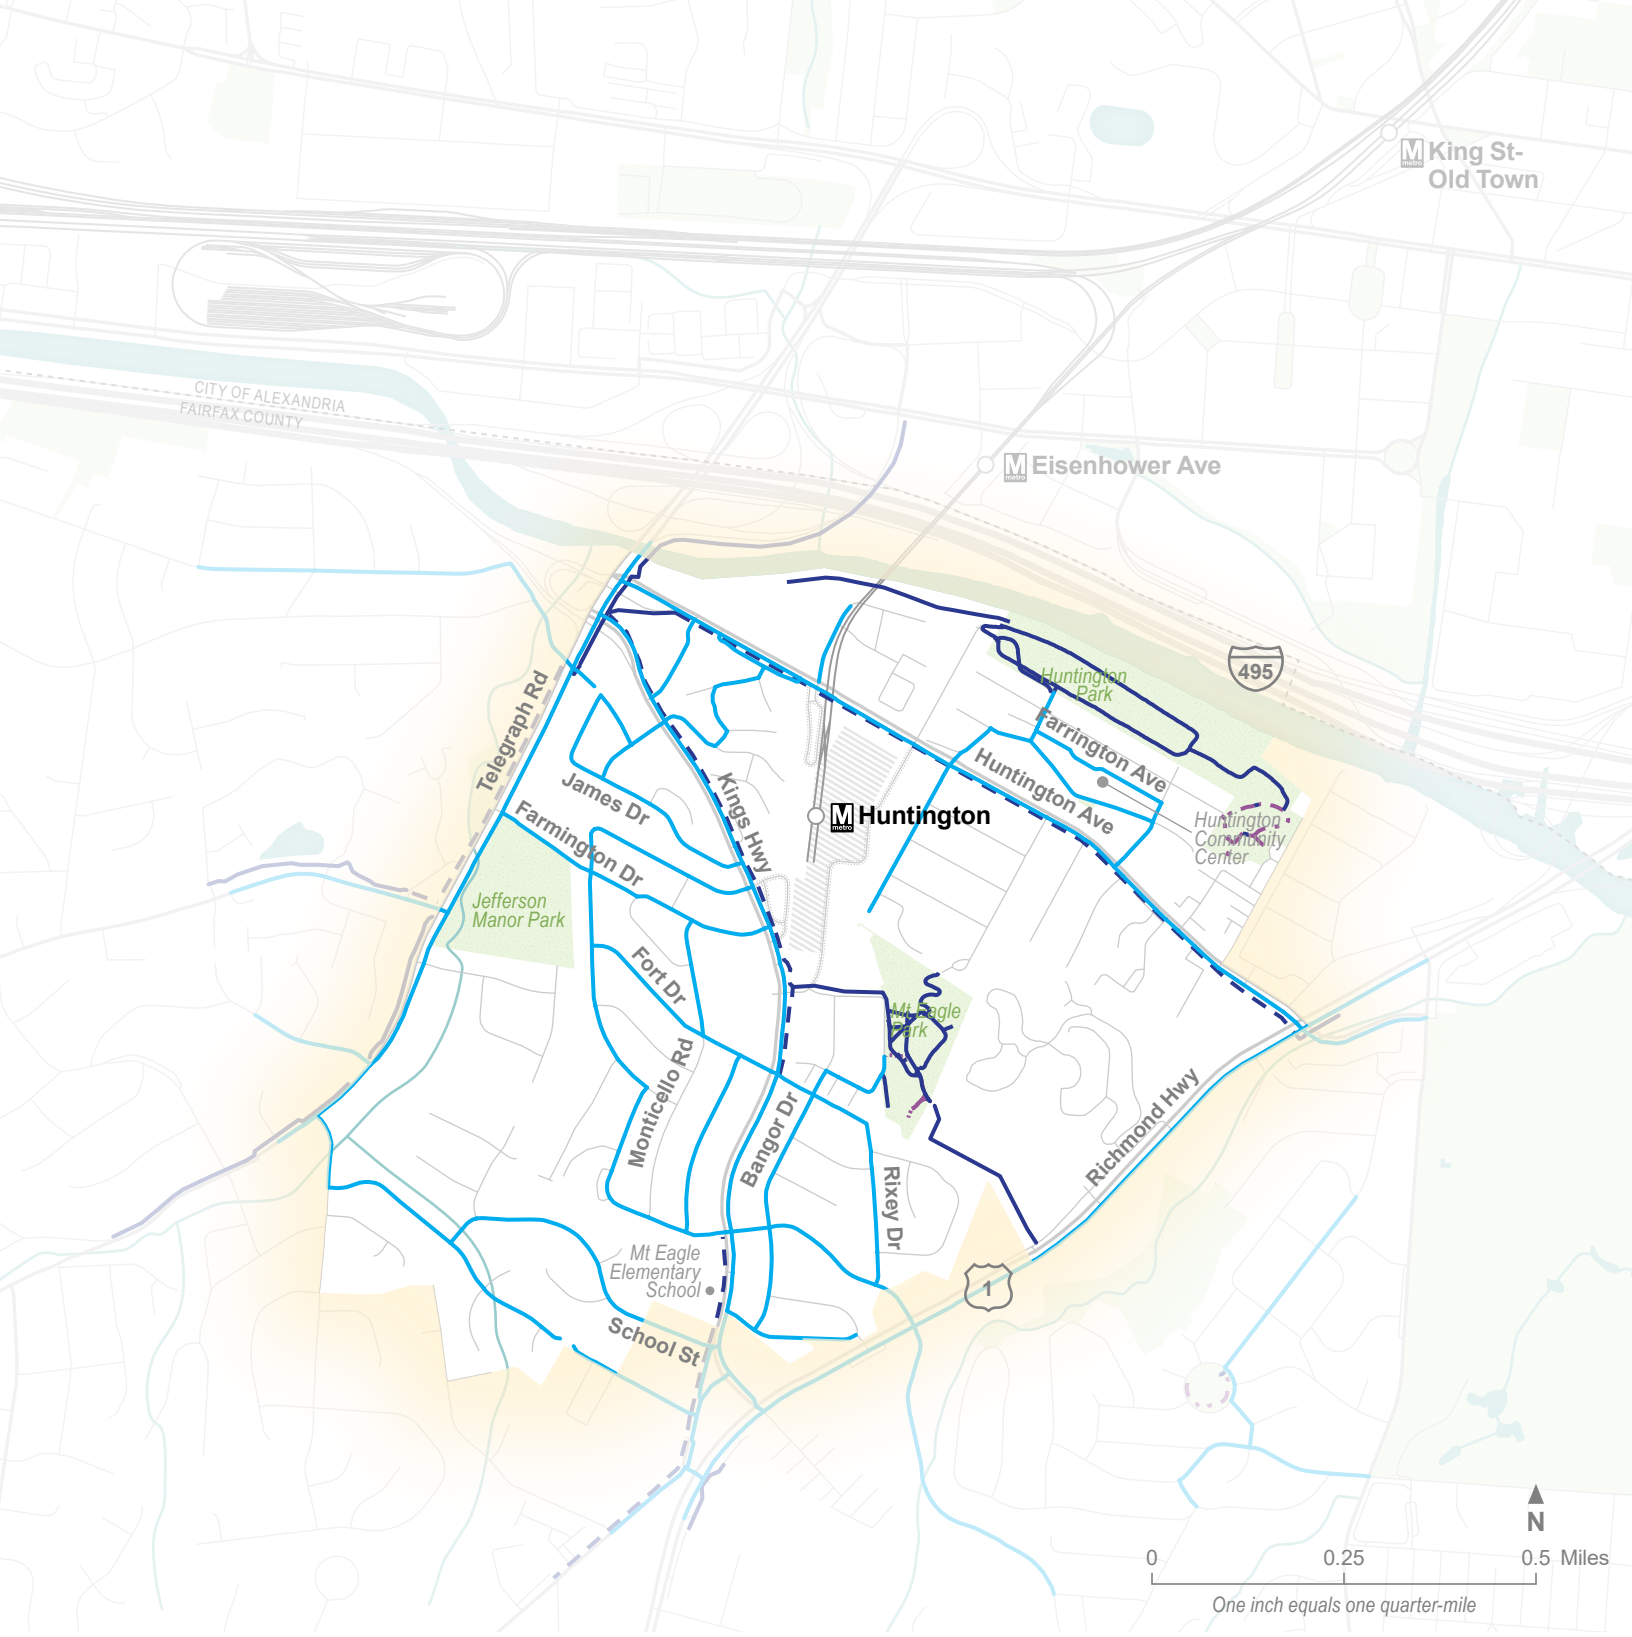 M
metro
King St-
Old Town
CITY OF ALEXANDRIA
FAIRFAX COUNTY
M
metro
Eisenhower Ave
495
Huntington
Park
Telegraph Rd
Farrington Ave
Huntington Ave
James Dr
Kings Hwy
Farmington Dr
M
metro
Huntington
Huntington
Community
Center
Jefferson
Manor Park
Fort Dr
Mt Eagle
Park
Monticello Rd
Bangor Dr
Richmond Hwy
Rixey Dr
Mt Eagle
Elementary
School
1
School St
N
0 0.25 0.5 Miles
One inch equals one quarter-mile